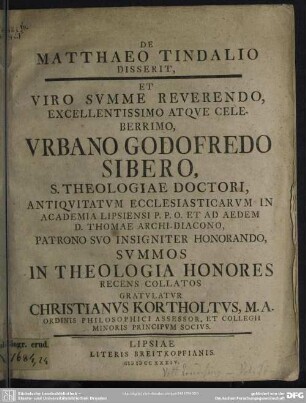 DE
MATTHAEO TINDALIO
DISSERIT,
ET
VIRO SVMME REVERENDO,
EXCELLENTISSIMO ATQVE CELE-
BERRIMO,
VRBANO GODOFREDO
SIBERO,
S. THEOLOGIAE DOCTORI,
ANTIQVITATVM ECCLESIASTICARVM IN
ACADEMIA LIPSIENSI P. P. O. ET AD AEDEM
D. THOMAE ARCHI-DIACONO,
PATRONO SVO INSIGNITER HONORANDO,
SVMMOS
IN THEOLOGIA HONORES
RECENS COLLATOS
GRATVLATVR
CHRISTIANVS KORTHOLTVS, M.A.
ORDINIS PHILOSOPHICI ASSESSOR, ET COLLEGII
MINORIS PRINCIPVM SOCIVS.
LIPSIAE
LITERIS BREITKOPFIANIS.